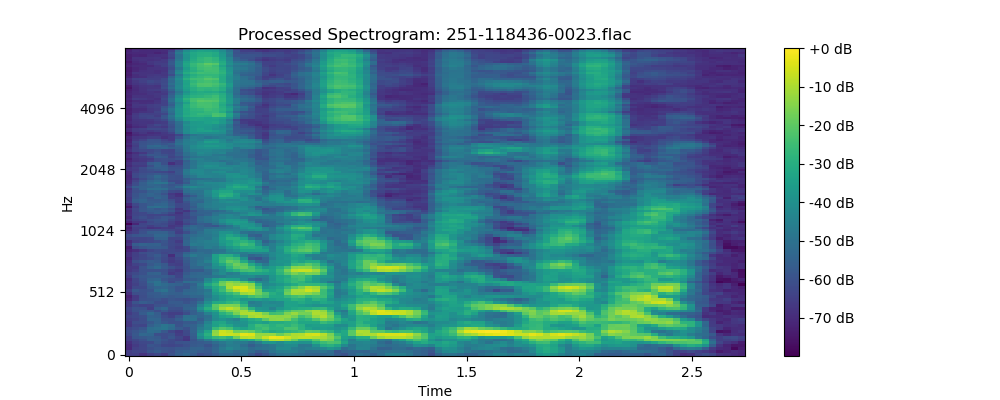 Processed Spectrogram: 251-118436-0023.flac
Hz
4096
2048
1024
512
0
0
0.5
1
1.5
2
2.5
Time
+0 dB
-10 dB
-20 dB
-30 dB
-40 dB
-50 dB
-60 dB
-70 dB